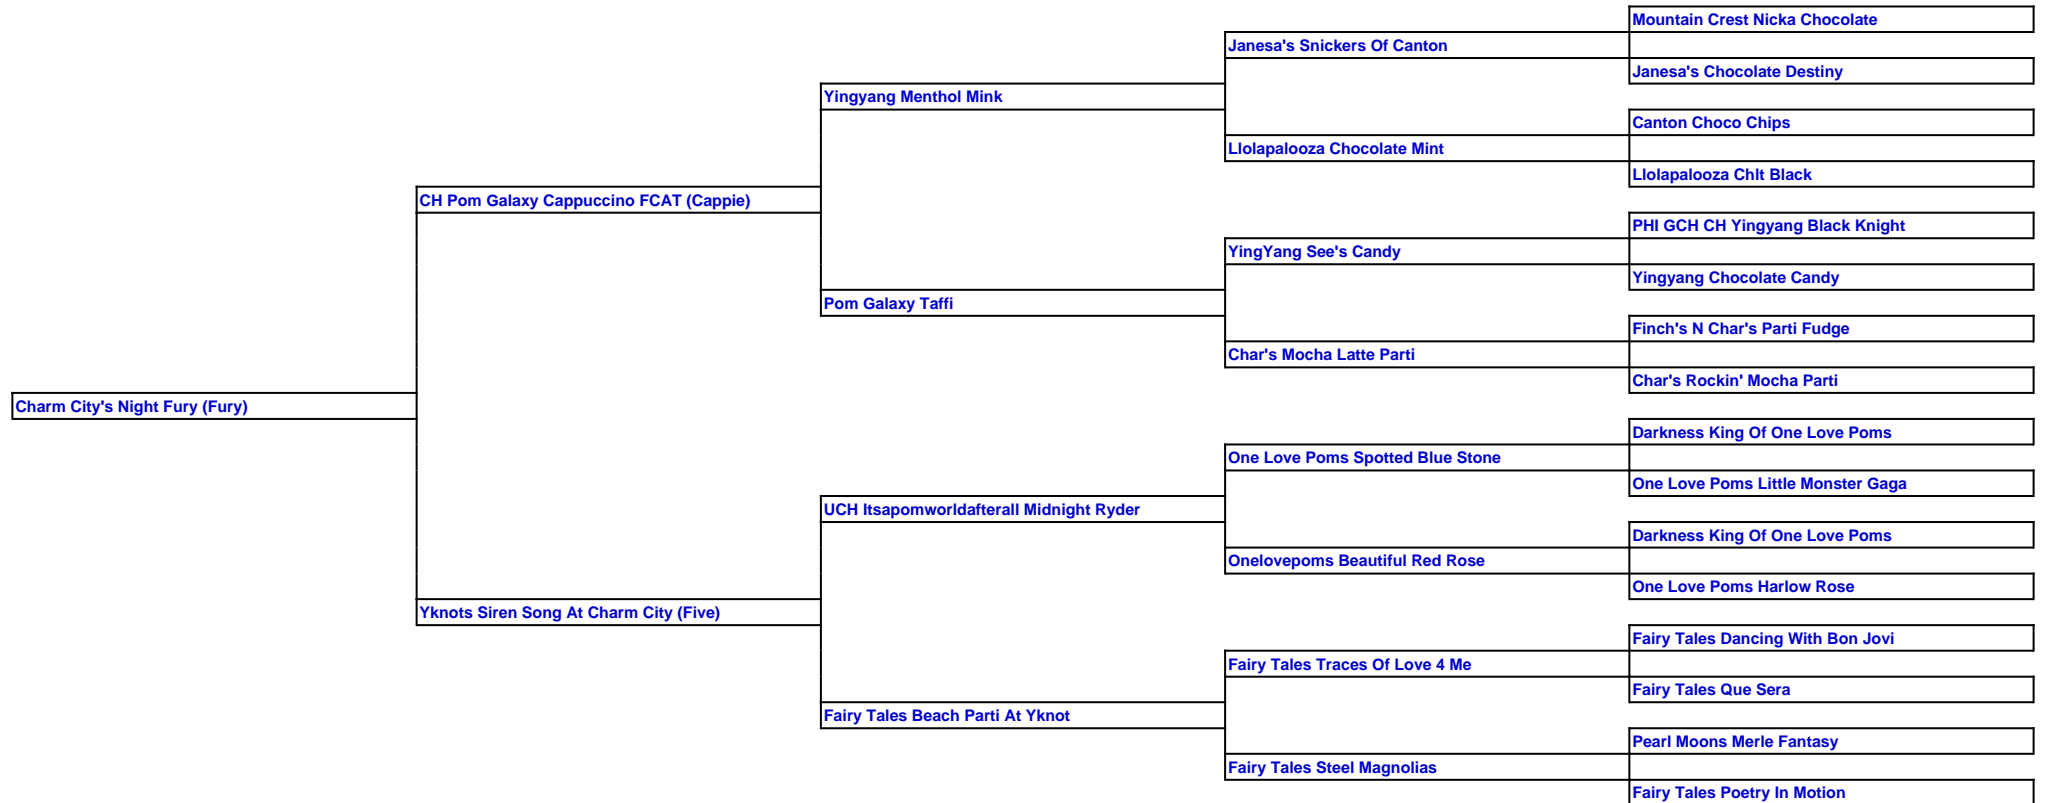 Mountain Crest Nicka Chocolate
Janesa's Snickers Of Canton
Janesa's Chocolate Destiny
Yingyang Menthol Mink
Canton Choco Chips
Llolapalooza Chocolate Mint
Llolapalooza Chlt Black
CH Pom Galaxy Cappuccino FCAT (Cappie)
PHI GCH CH Yingyang Black Knight
YingYang See's Candy
Yingyang Chocolate Candy
Pom Galaxy Taffi
Finch's N Char's Parti Fudge
Char's Mocha Latte Parti
Char's Rockin' Mocha Parti
Charm City's Night Fury (Fury)
Darkness King Of One Love Poms
One Love Poms Spotted Blue Stone
One Love Poms Little Monster Gaga
UCH Itsapomworldafterall Midnight Ryder
Darkness King Of One Love Poms
Onelovepoms Beautiful Red Rose
One Love Poms Harlow Rose
Yknots Siren Song At Charm City (Five)
Fairy Tales Dancing With Bon Jovi
Fairy Tales Traces Of Love 4 Me
Fairy Tales Que Sera
Fairy Tales Beach Parti At Yknot
Pearl Moons Merle Fantasy
Fairy Tales Steel Magnolias
Fairy Tales Poetry In Motion